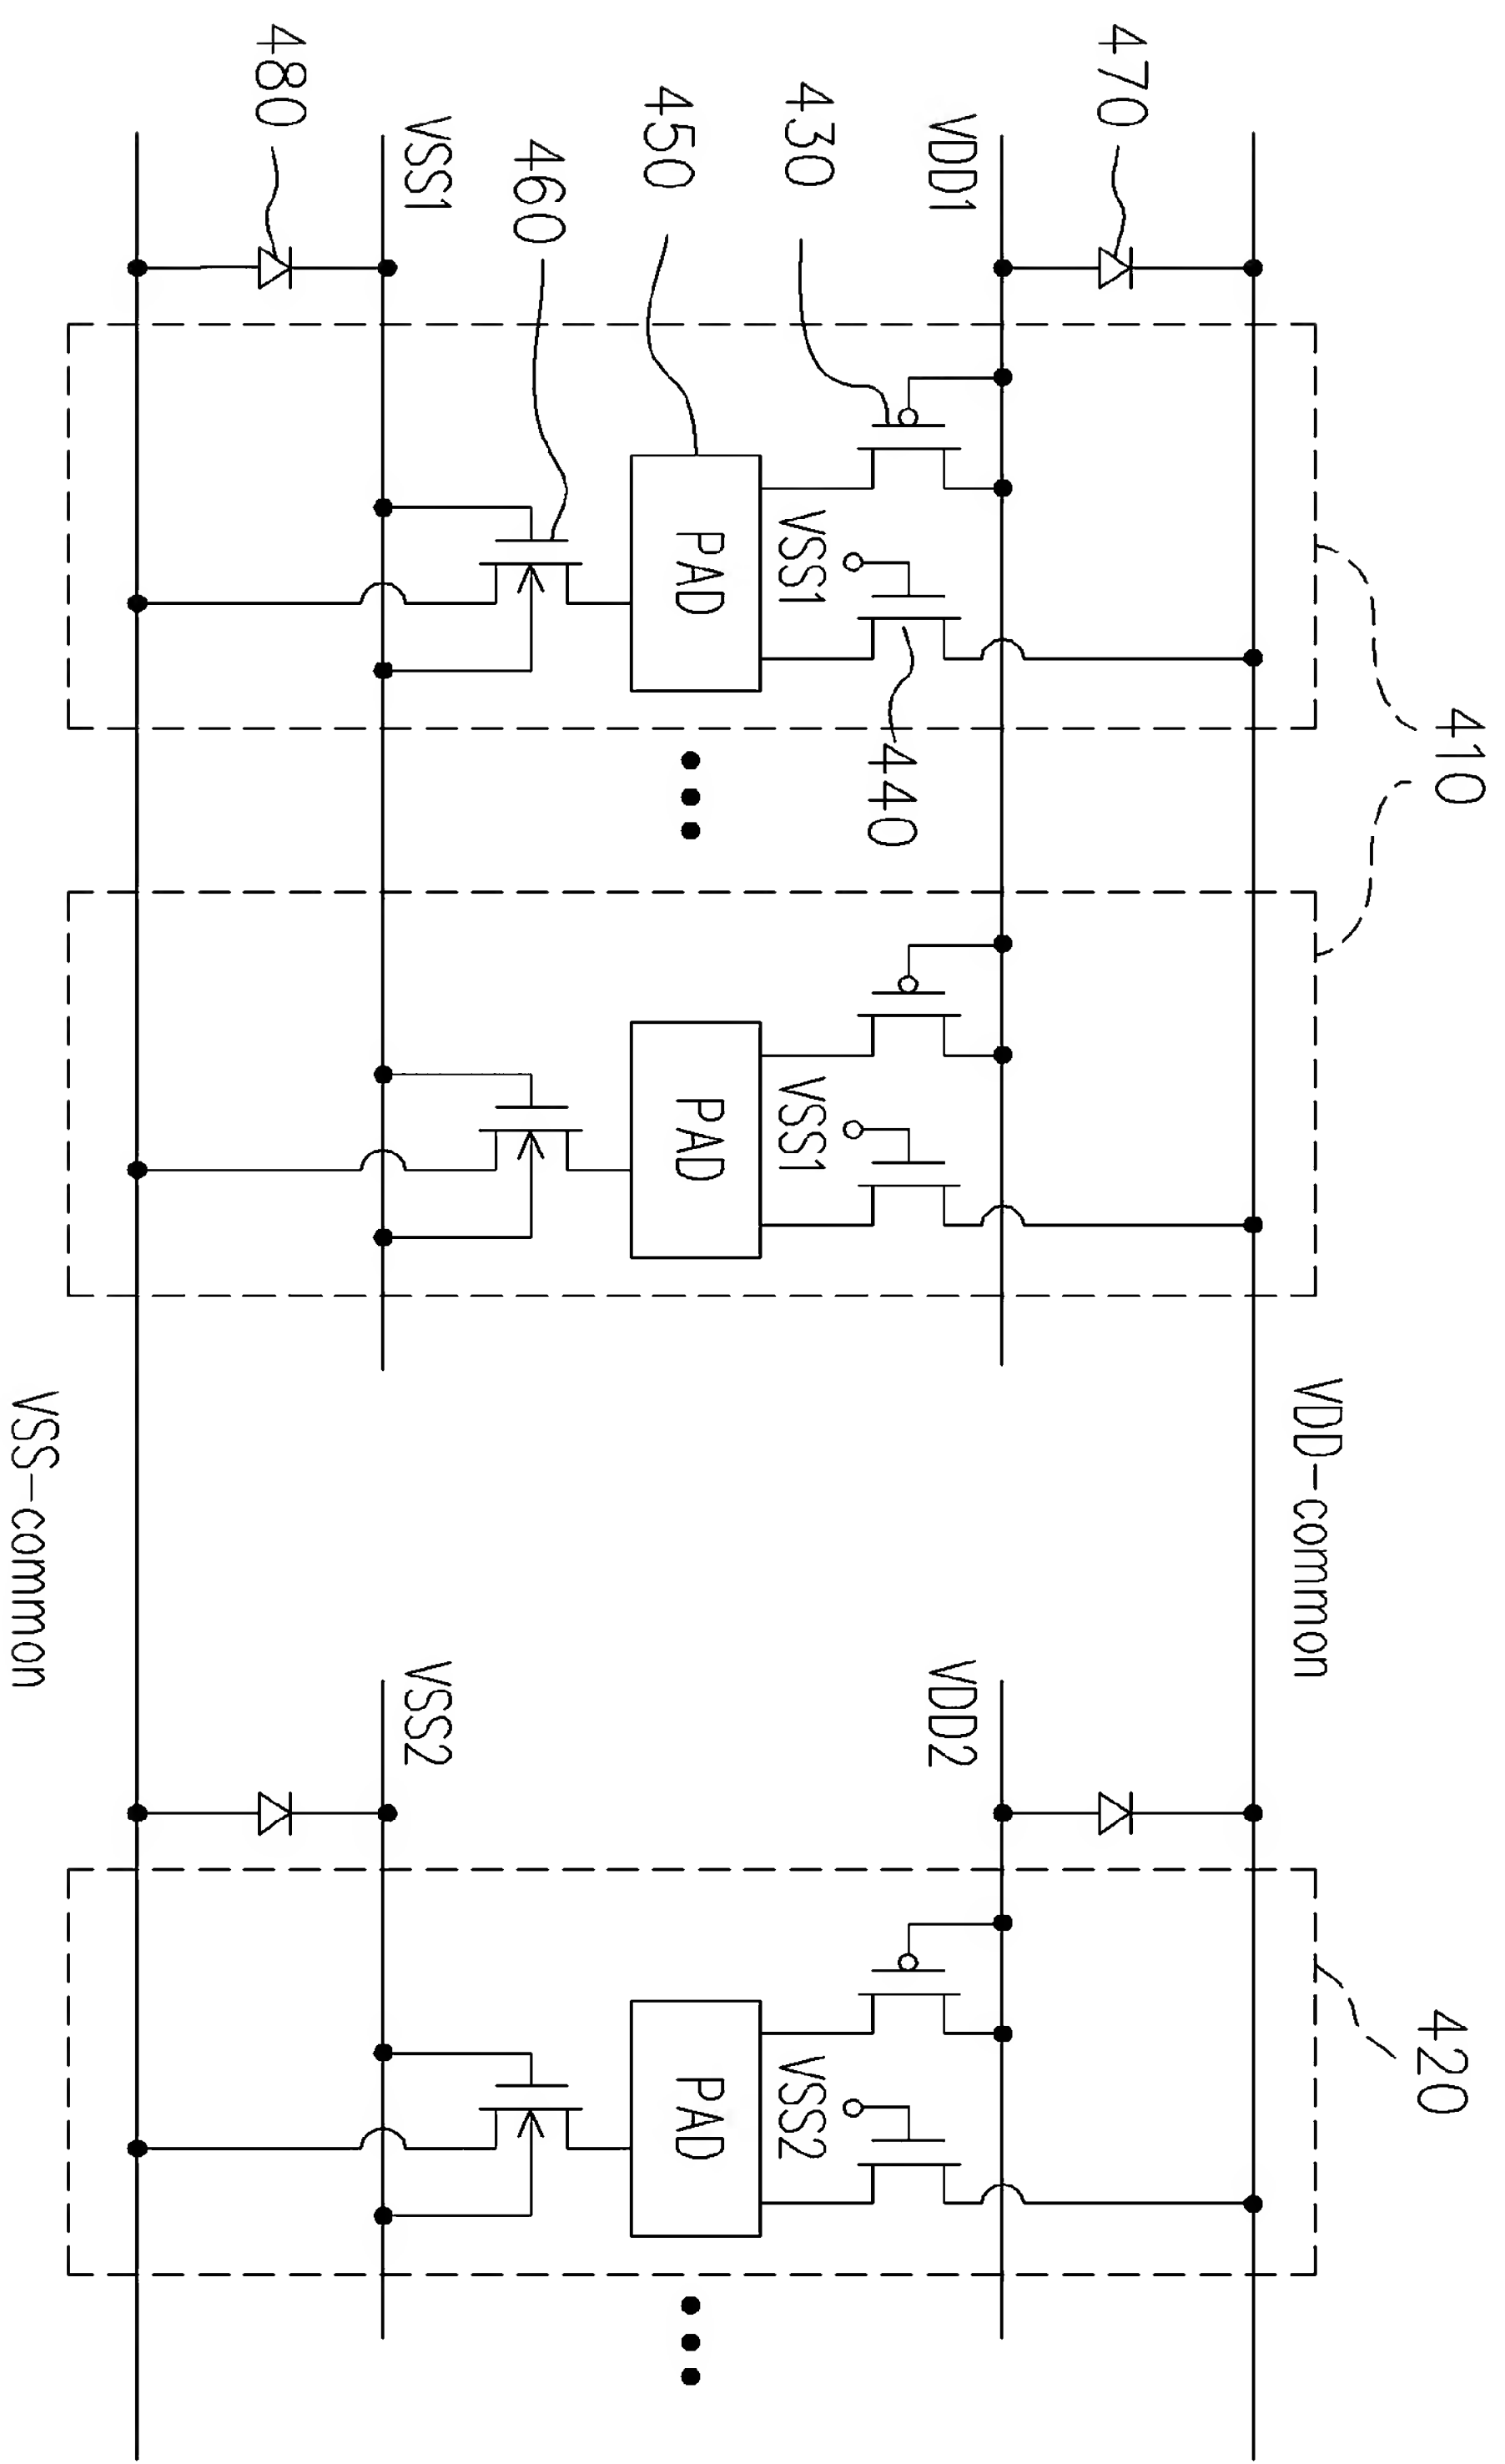 410
420
VDD-common
470
VDD1
VDD2
430
440
VSS1
VSS1
VSS2
450
PAD
PAD
PAD
460
VSS1
VSS2
480
VSS-common